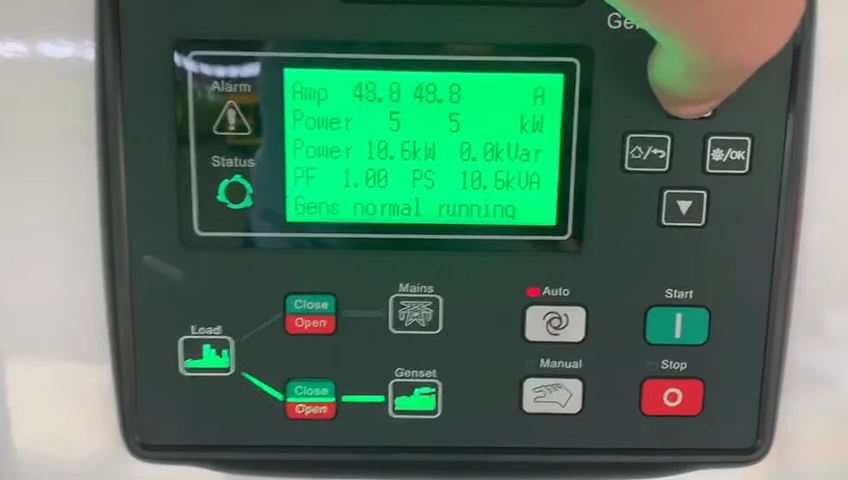 Alarm
Status
Amp 48.0 48.8 A
Power 5 5 kW
Power 10.6kW 0.0kVar
PF 1.00 PS 10.6kVA
Gens normal running
/OK
Load
Close
Open
Mains
Close
Open
Genset
Auto
Start
Manual
Stop